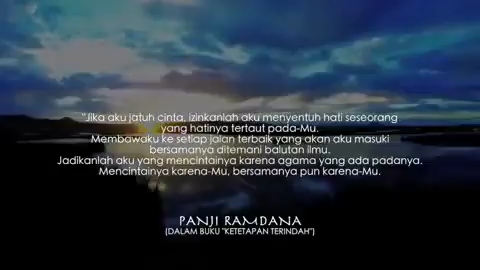 "Jika aku jatuh cinta, izinkanlah aku menyentuh hati seseorang
yang hatinya tertaut pada-Mu.
Membawaku ke setiap jalan terbaik yang akan aku masuki
bersamanya ditemani balutan ilmu.
Jadikanlah aku yang mencintainya karena agama yang ada padanya.
Mencintainya karena-Mu, bersamanya pun karena-Mu.
PANJI RAMDANA
(DALAM BUKU "KETETAPAN TERINDAH")